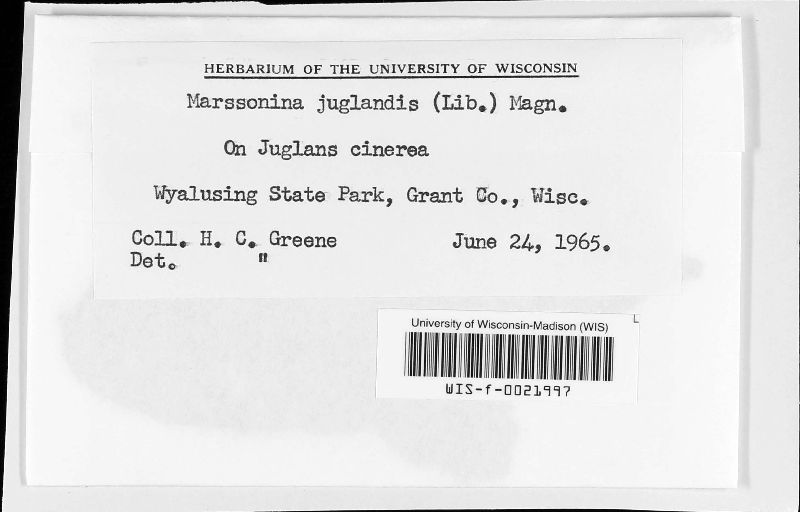 HERBARIUM OF THE UNIVERSITY OF WISCONSIN
Marssonina juglandis (Lib.) Magn.
On Juglans cinerea
Wyalusing State Park, Grant Co., Wisc.
Coll. H. C. Greene June 24, 1965.
Det. "
University of Wisconsin-Madison (WIS)
WIS-f-0021997
L